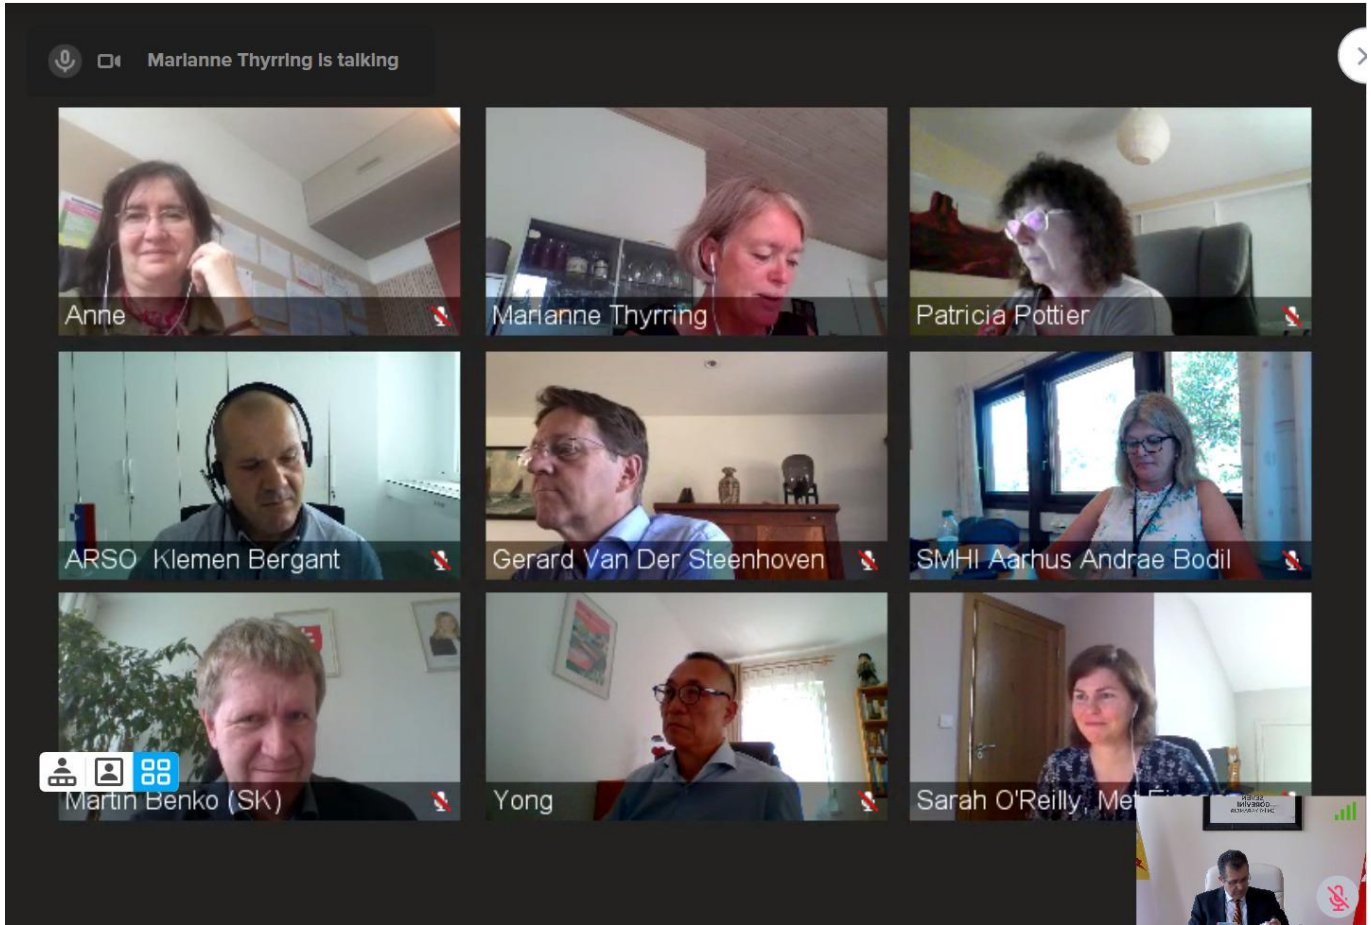 Marianne Thyrring is talking
Anne
Marianne Thyrring
Patricia Pottier
ARSO Klemen Bergant
Gerard Van Der Steenhoven
SMHI Aarhus Andrae Bodil
Martin Benko (SK)
Yong
Sarah O'Reilly, Met